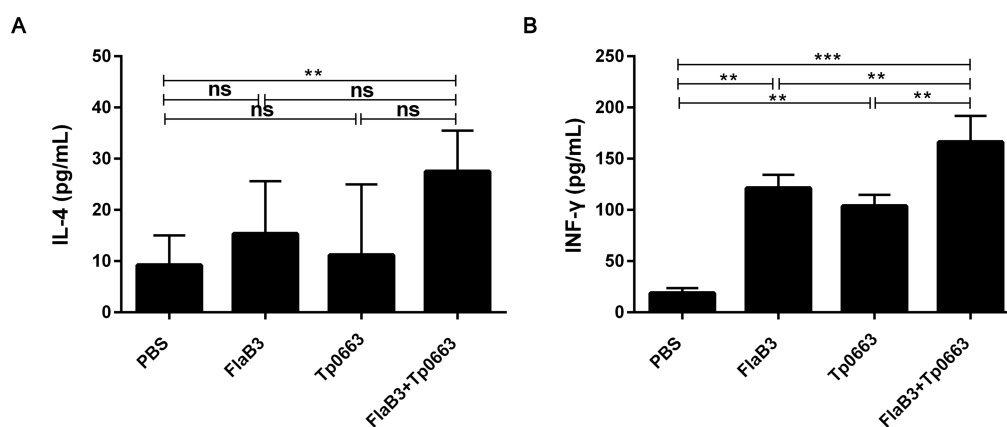 A
IL-4 (pg/mL)
50
40
30
20
10
0
**
ns
ns
ns
ns
PBS
FlaB3
Tp0663
FlaB3+Tp0663
B
INF-γ (pg/mL)
250
200
150
100
50
0
***
**
**
**
**
PBS
FlaB3
Tp0663
FlaB3+Tp0663